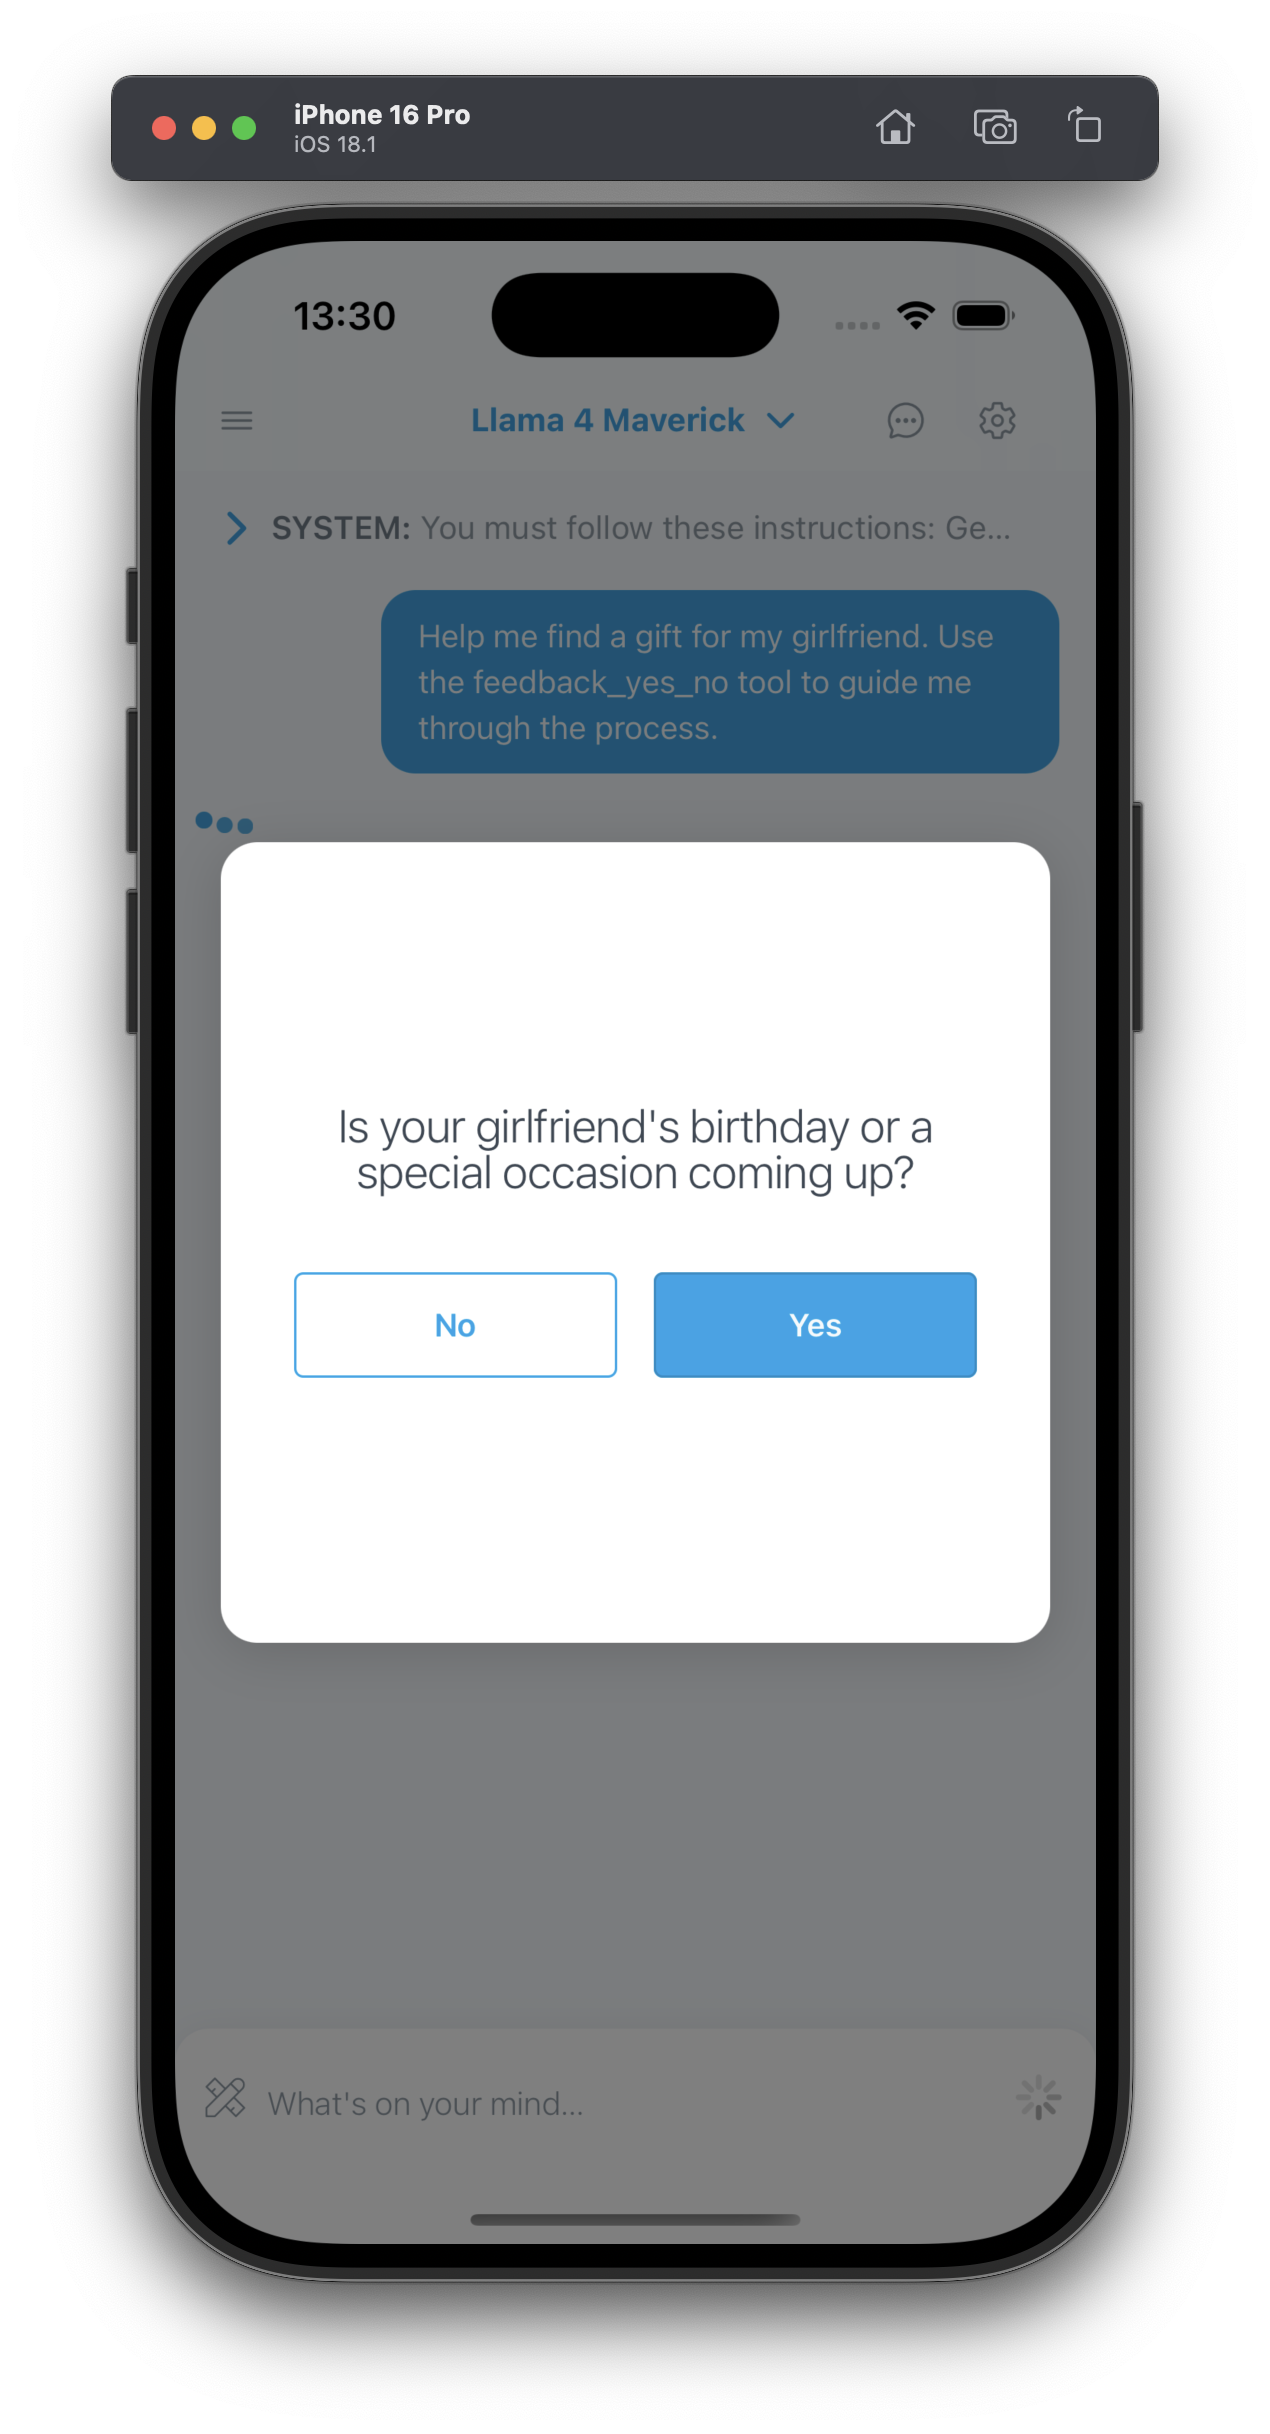 iPhone 16 Pro
iOS 18.1
13:30
Llama 4 Maverick
SYSTEM: You must follow these instructions: Ge...
Help me find a gift for my girlfriend. Use
the feedback_yes_no tool to guide me
through the process.
Is your girlfriend's birthday or a
special occasion coming up?
No
Yes
What's on your mind...